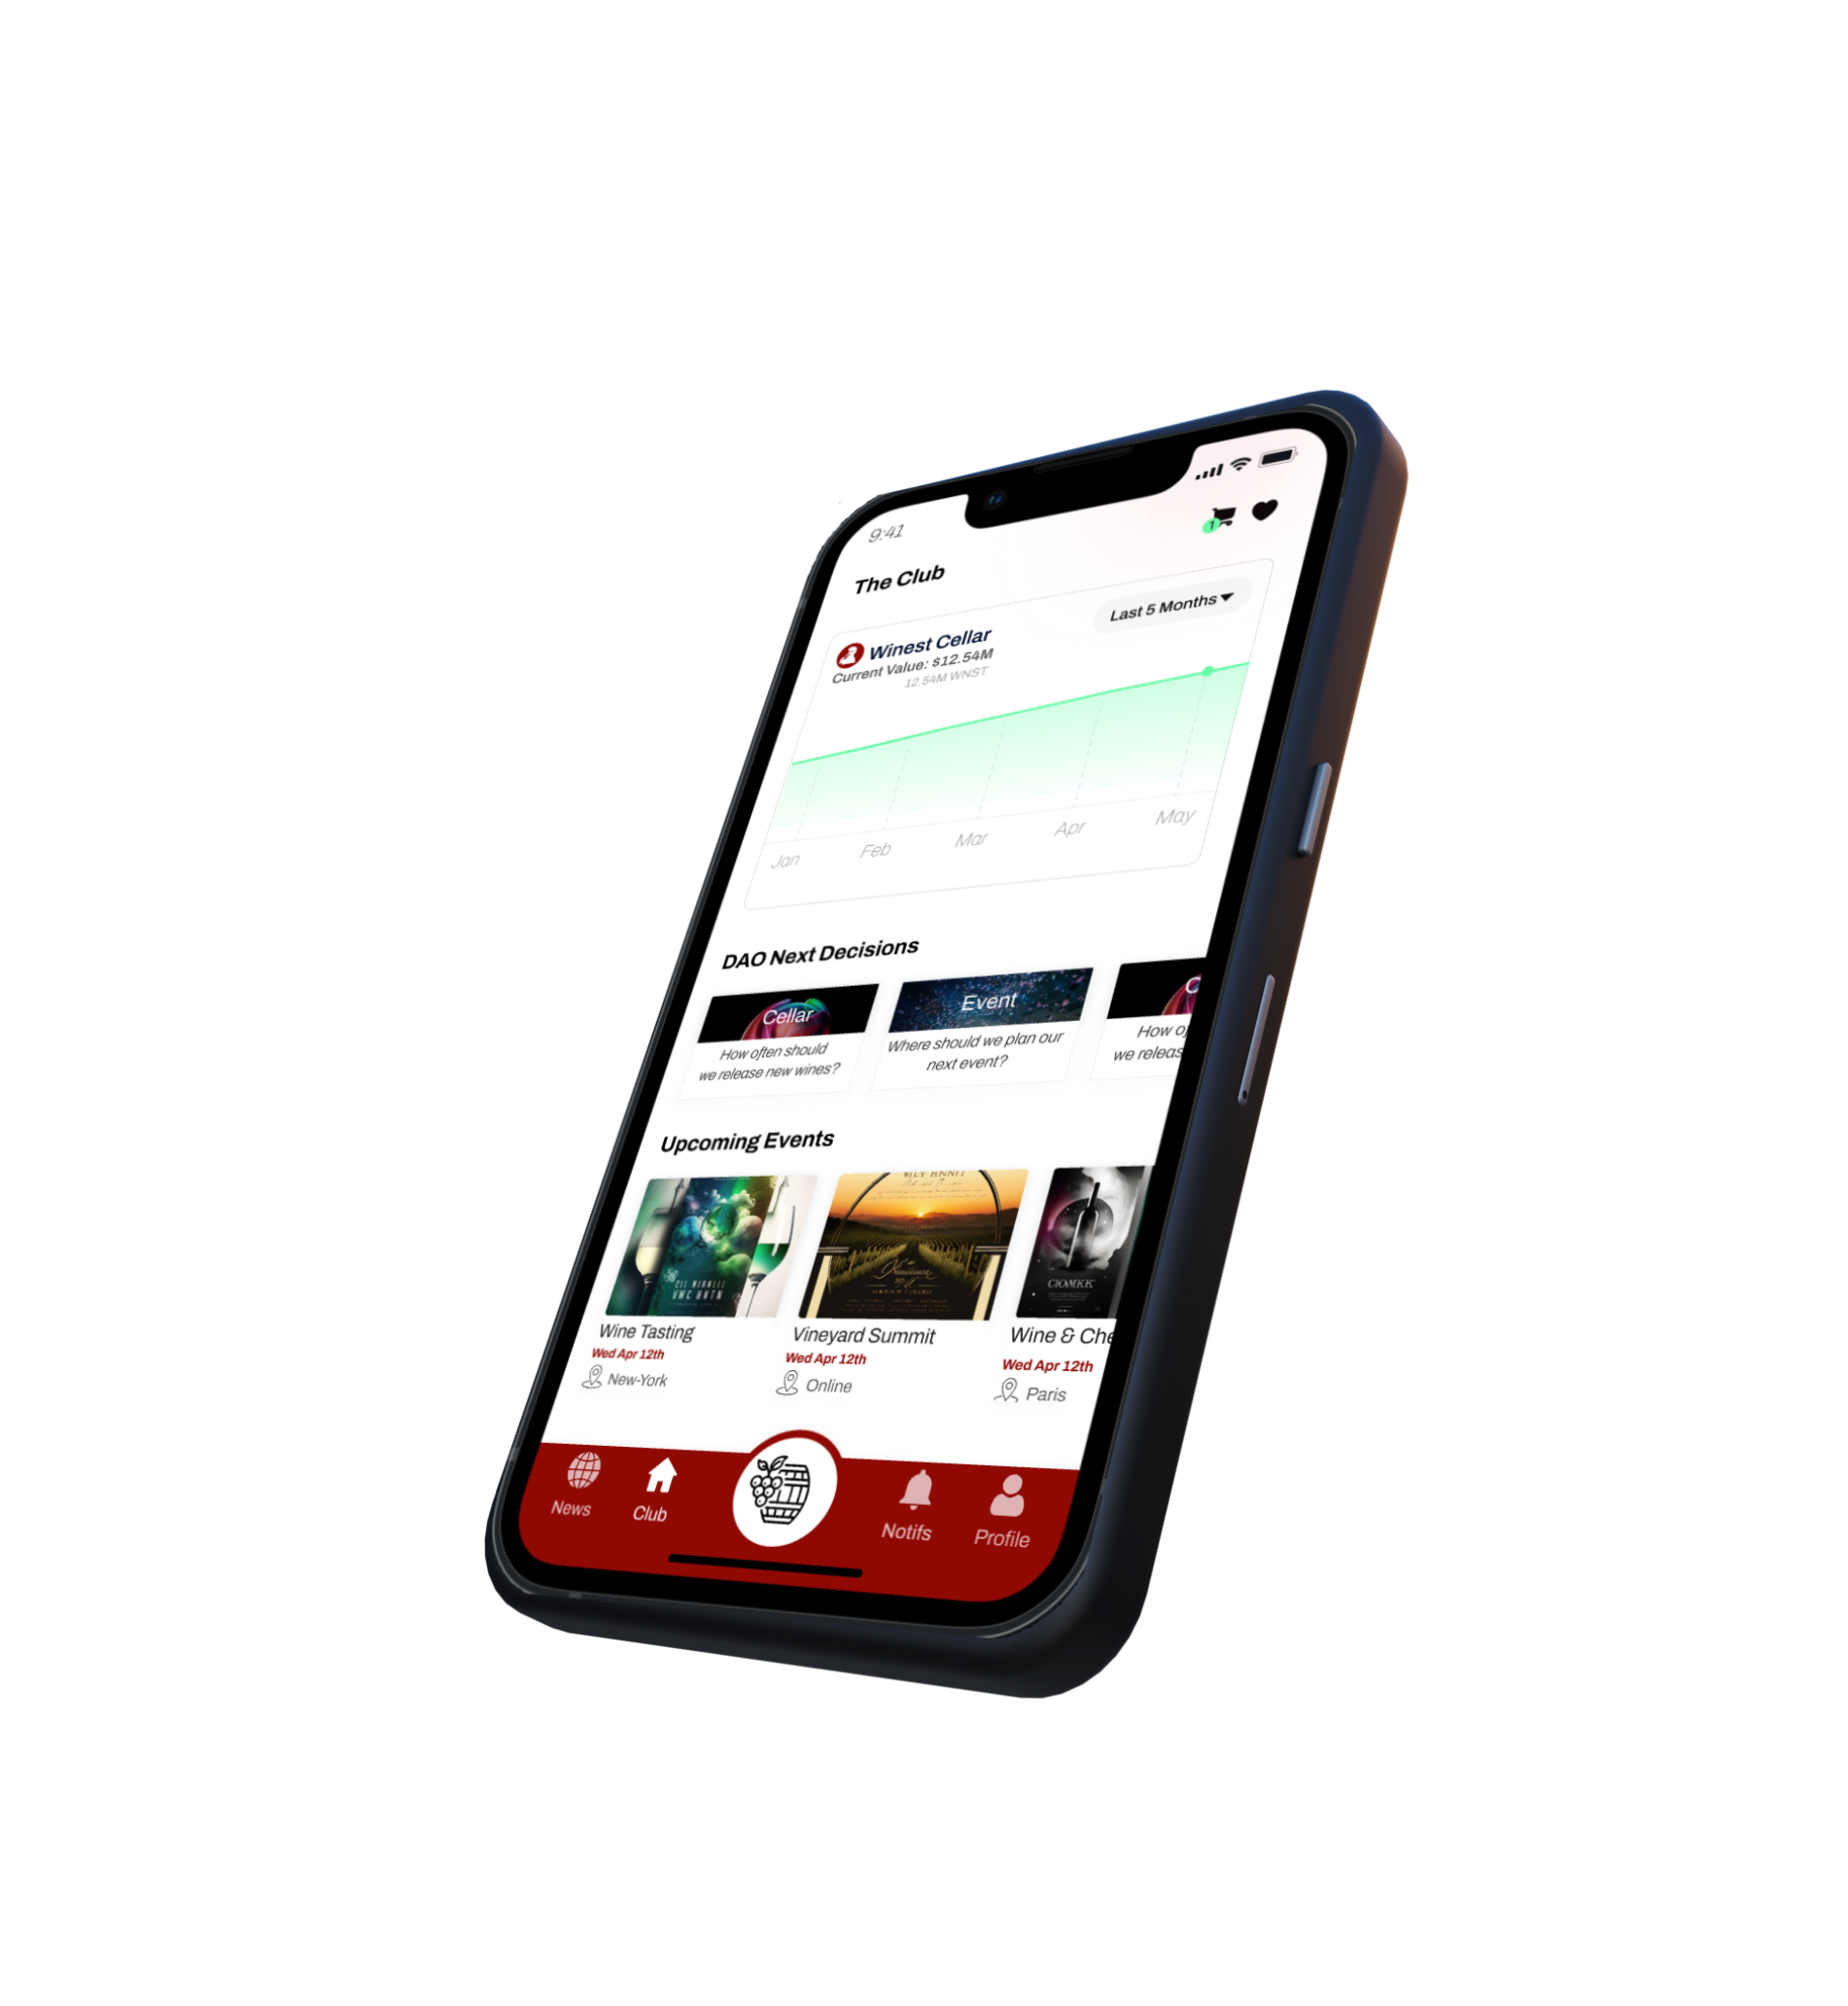 9:41
1
The Club
Last 5 Months
Winest Cellar
Current Value: $12.54M
12.54M WNST
Jan Feb Mar Apr May
DAO Next Decisions
Cellar
How often should
we release new wines?
Event
Where should we plan our
next event?
C
How of
we releas
Upcoming Events
Wine Tasting
Wed Apr 12th
New-York
Vineyard Summit
Wed Apr 12th
Online
CIOMKK
Wine & Che
Wed Apr 12th
Paris
News
Club
Notifs
Profile